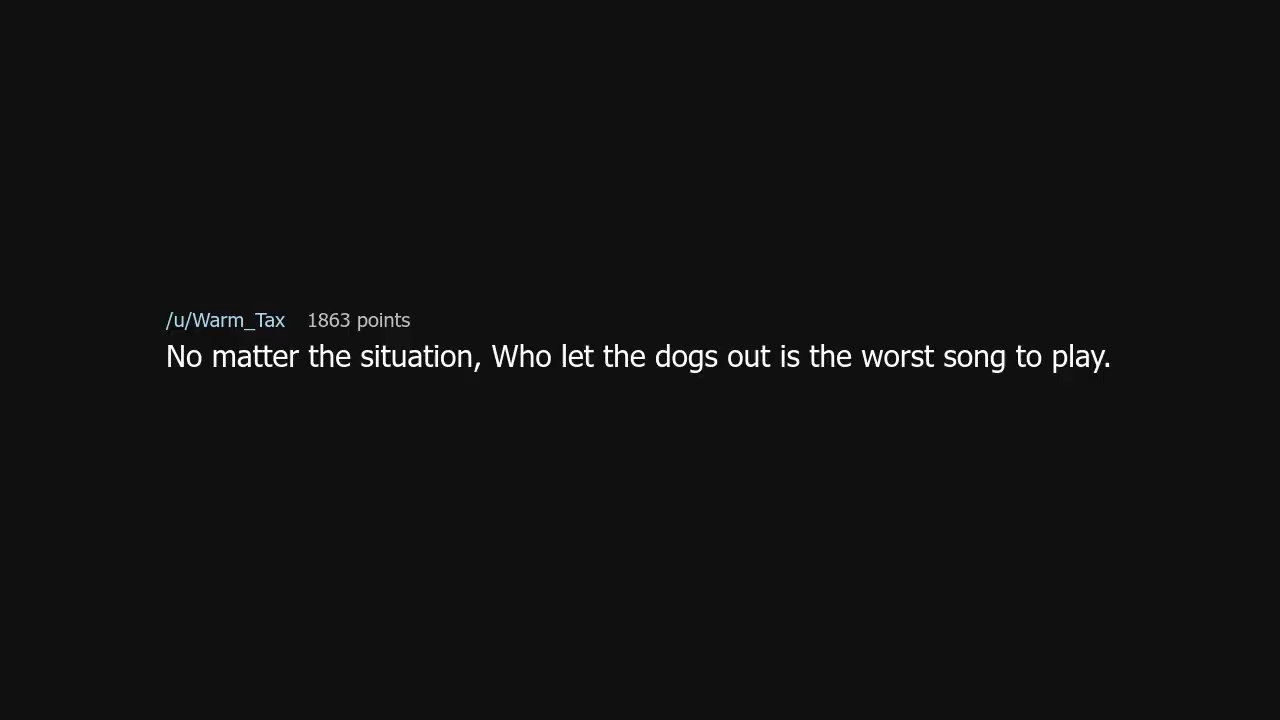 /u/Warm_Tax 1863 points
No matter the situation, Who let the dogs out is the worst song to play.